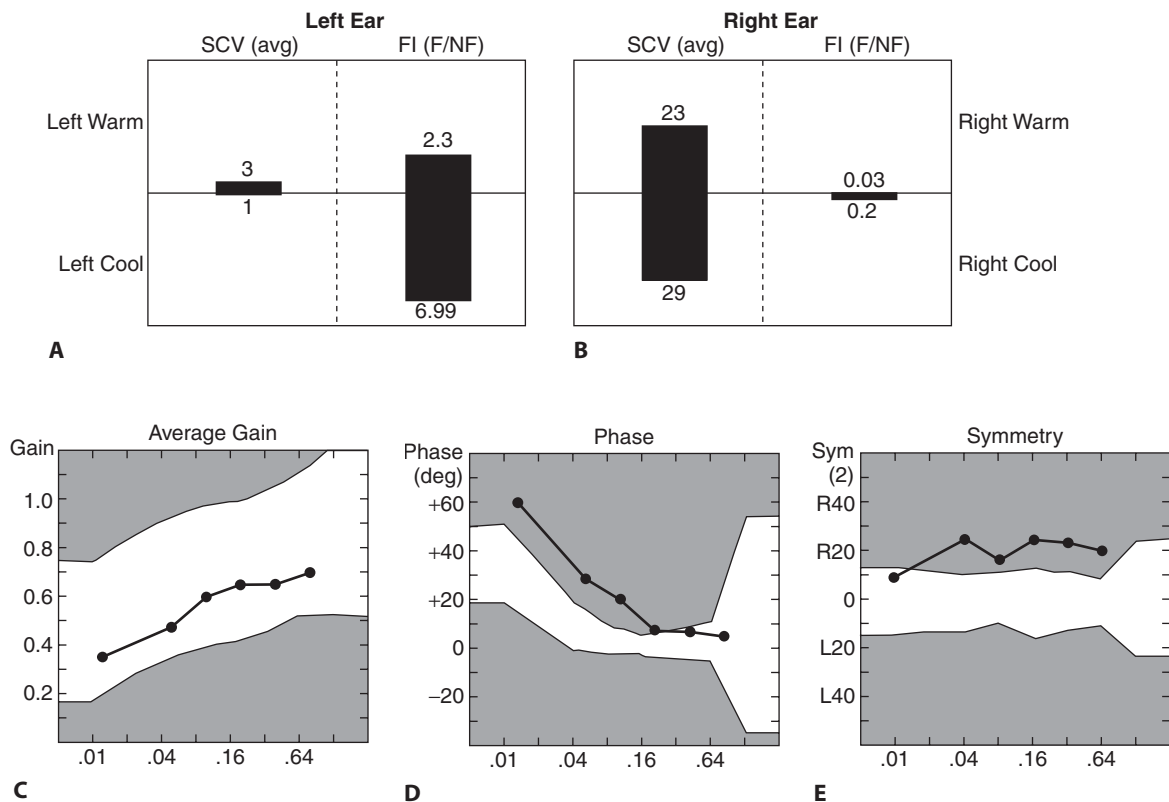 Left Ear
SCV (avg) FI (F/NF)
Left Warm
3
1
2.3
6.99
Left Cool
A
Right Ear
SCV (avg) FI (F/NF)
Right Warm
23
29
0.03
0.2
Right Cool
B
Average Gain
Gain
1.0
0.8
0.6
0.4
0.2
.01 .04 .16 .64
C
Phase
Phase
(deg)
+60
+40
+20
0
−20
.01 .04 .16 .64
D
Symmetry
Sym
(2)
R40
R20
0
L20
L40
.01 .04 .16 .64
E